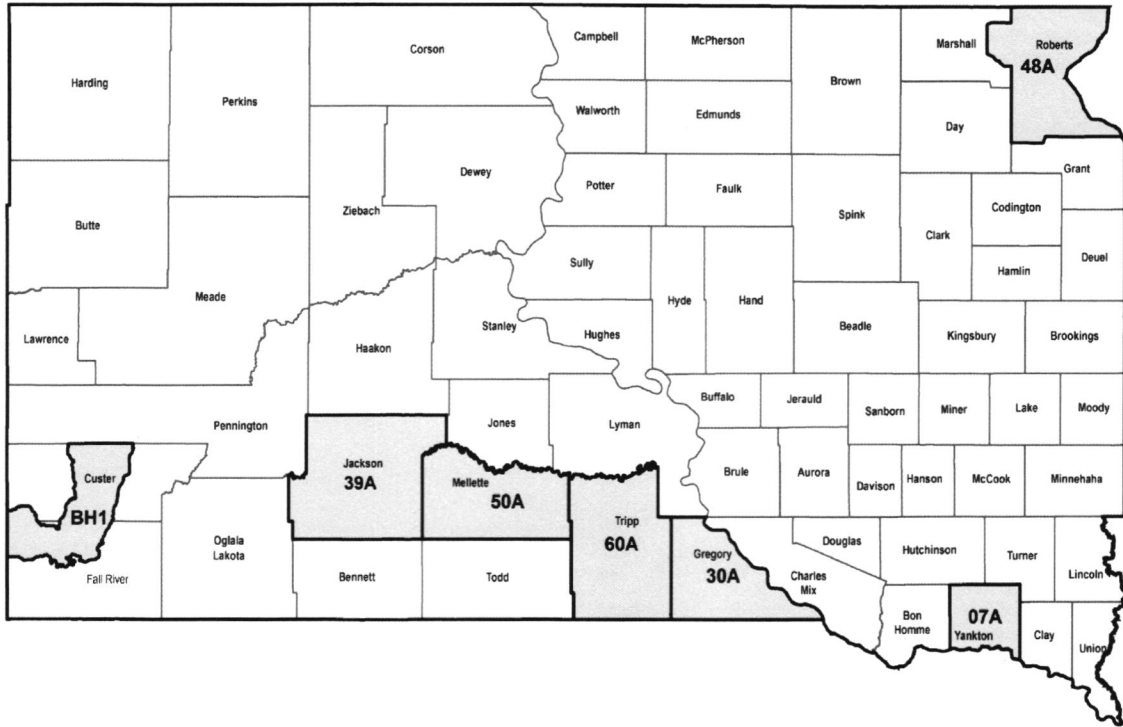 Campbell
McPherson
Marshall
Roberts
48A
Corson
Harding
Perkins
Brown
Walworth
Edmunds
Day
Dewey
Grant
Potter
Faulk
Butte
Ziebach
Spink
Codington
Clark
Deuel
Sully
Hamlin
Meade
Hyde
Hand
Stanley
Hughes
Beadle
Kingsbury
Brookings
Lawrence
Haakon
Buffalo
Jerauld
Sanborn
Miner
Lake
Moody
Pennington
Jones
Lyman
Jackson
39A
Brule
Aurora
Davison
Hanson
McCook
Minnehaha
Custer
BH1
Mellette
50A
Tripp
60A
Oglala
Lakota
Gregory
30A
Douglas
Hutchinson
Turner
Lincoln
Fall River
Bennett
Todd
Charles
Mix
Bon
Homme
07A
Yankton
Clay
Union